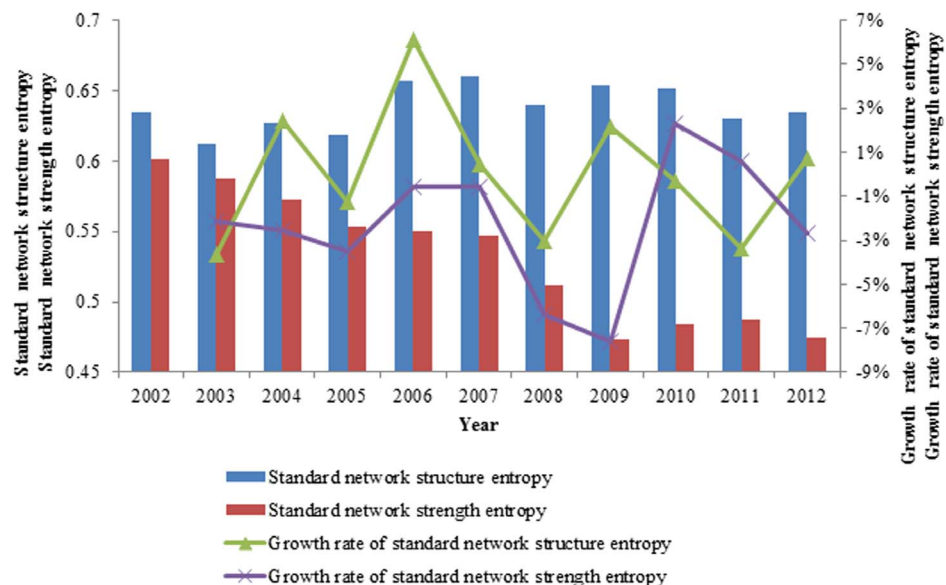 Standard network structure entropy
Standard network strength entropy
0.7
0.65
0.6
0.55
0.5
0.45
7%
5%
3%
1%
-1%
-3%
-5%
-7%
-9%
Growth rate of standard network structure entropy
Growth rate of standard network strength entropy
2002 2003 2004 2005 2006 2007 2008 2009 2010 2011 2012
Year
Standard network structure entropy
Standard network strength entropy
Growth rate of standard network structure entropy
Growth rate of standard network strength entropy